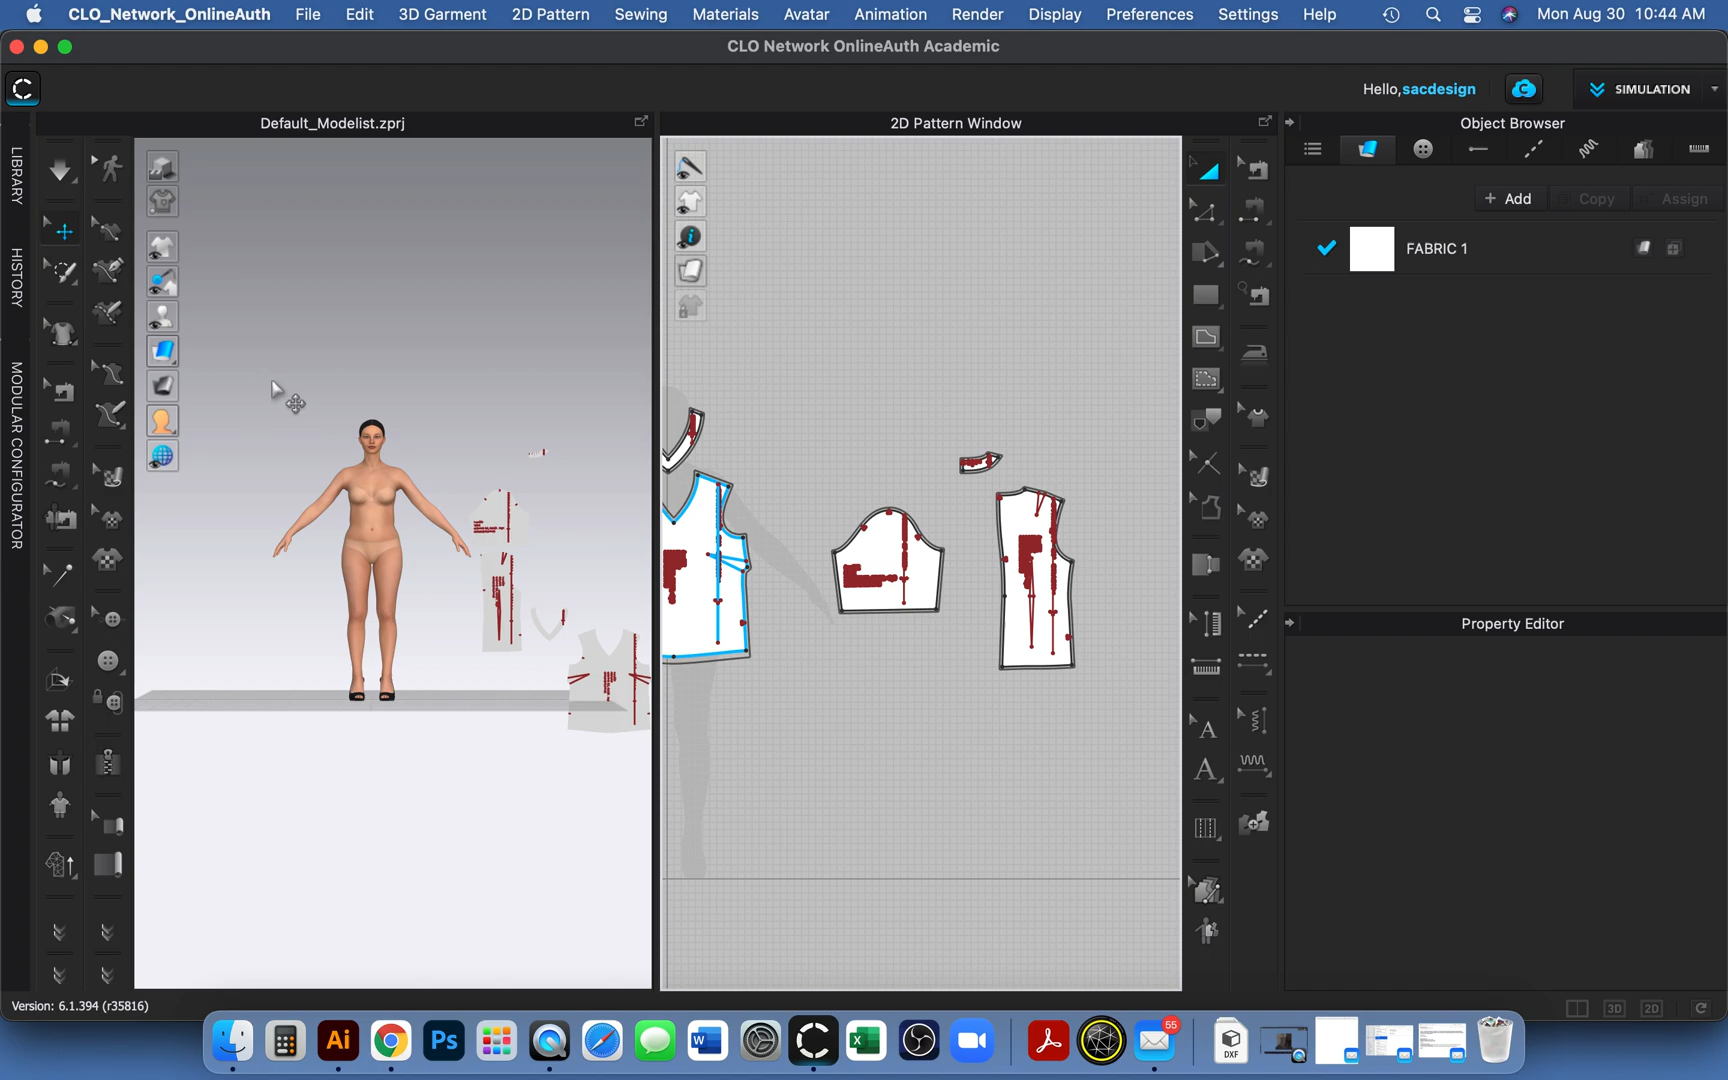 CLO_Network_OnlineAuth File Edit 3D Garment 2D Pattern Sewing Materials Avatar Animation Render Display Preferences Settings Help Mon Aug 30 10:44 AM
CLO Network OnlineAuth Academic
Hello,sacdesign
SIMULATION
Default_Modelist.zprj
2D Pattern Window
Object Browser
LIBRARY
HISTORY
MODULAR CONFIGURATOR
+ Add
Copy
Assign
FABRIC 1
Property Editor
A
A
Version: 6.1.394 (r35816)
3D
2D
Ai
Ps
W
X
55
DXF